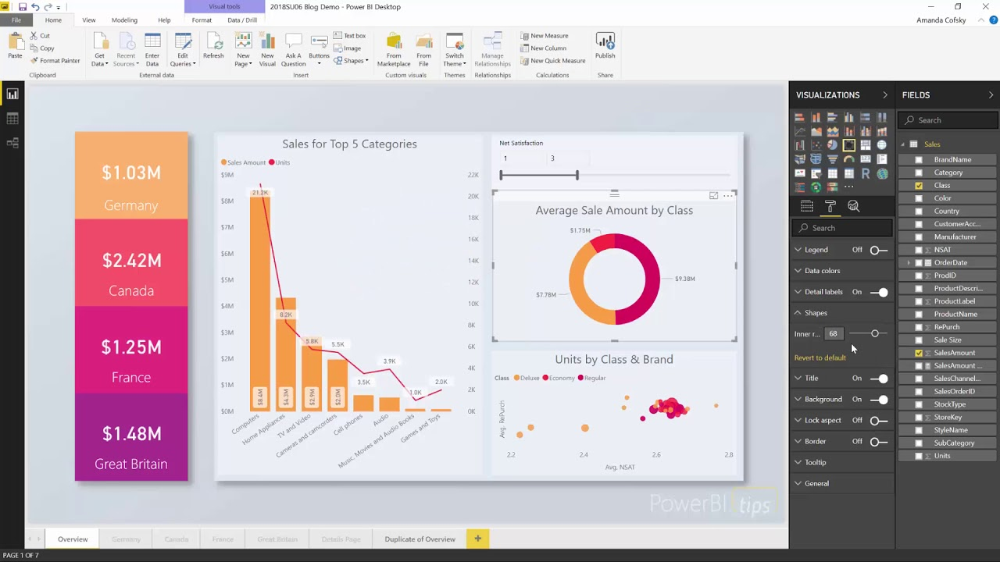 Visual tools
2018SU06 Blog Demo - Power BI Desktop
File Home View Modeling Help Format Data / Drill
Amanda Cofsky
Paste
Cut
Copy
Format Painter
Clipboard
Get Data
Recent Sources
Enter Data
Edit Queries
External data
Refresh
New Page
New Visual
Ask A Question
Buttons
Text box
Image
Shapes
Insert
From Marketplace
From File
Custom visuals
Switch Theme
Themes
Manage Relationships
Relationships
New Measure
New Column
New Quick Measure
Calculations
Publish
Share
$1.03M
Germany
$2.42M
Canada
$1.25M
France
$1.48M
Great Britain
Sales for Top 5 Categories
Sales Amount Units
$9M
$8M
$7M
$6M
$5M
$4M
$3M
$2M
$1M
$0M
22K
20K
18K
16K
14K
12K
10K
8K
6K
4K
2K
0K
21.2K
8.2K
5.8K
5.5K
3.5K
3.9K
1.0K
2.0K
$8.4M
$4.3M
$2.9M
$2.0M
Computers
Home Appliances
TV and Video
Cameras and camcorders
Cell phones
Audio
Music, Movies and Audio Books
Games and Toys
Net Satisfaction
1 3
Average Sale Amount by Class
$1.75M
$9.38M
$7.78M
Units by Class & Brand
Class Deluxe Economy Regular
Avg. RePurch
2.2 2.4 2.6 2.8
Avg. NSAT
PowerBI.tips
Overview Germany Canada France Great Britain Details Page Duplicate of Overview +
PAGE 1 OF 7
VISUALIZATIONS
Search
Legend Off
Data colors
Detail labels On
Shapes
Inner r... 68
Revert to default
Title On
Background On
Lock aspect Off
Border Off
Tooltip
General
FIELDS
Search
Sales
BrandName
Category
Class
Color
Country
CustomerAcc...
Manufacturer
NSAT
OrderDate
ProdID
ProductDescri...
ProductLabel
ProductName
RePurch
Sale Size
SalesAmount
SalesAmount ...
SalesChannel...
SalesOrderID
StockType
StoreKey
StyleName
SubCategory
Units